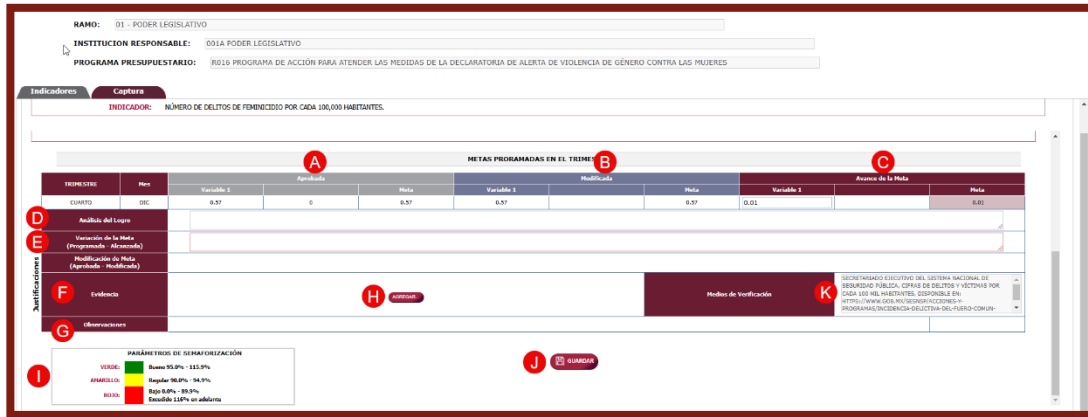 RAMO: 01 - PODER LEGISLATIVO
INSTITUCION RESPONSABLE: 001A PODER LEGISLATIVO
PROGRAMA PRESUPUESTARIO: R016 PROGRAMA DE ACCIÓN PARA ATENDER LAS MEDIDAS DE LA DECLARATORIA DE ALERTA DE VIOLENCIA DE GÉNERO CONTRA LAS MUJERES
Indicadores Captura
INDICADOR: NÚMERO DE DELITOS DE FEMINICIDIO POR CADA 100,000 HABITANTES.
METAS PROGRAMADAS EN EL TRIMES
A B C
TRIMESTRE Mes Aprobada Modificada Avance de la Meta
Variable 1 Meta Variable 1 Meta Variable 1 Meta
CUARTO DIC 0.57 0 0.57 0.57 0.57 0.01 0.01
D Análisis del Logro
E Variación de la Meta
(Programada - Alcanzada)
Modificación de Meta
(Aprobada - Modificada)
Justificaciones
F Evidencia H AGREGAR. Medios de Verificación K
SECRETARIADO EJECUTIVO DEL SISTEMA NACIONAL DE
SEGURIDAD PÚBLICA. CIFRAS DE DELITOS Y VÍCTIMAS POR
CADA 100 MIL HABITANTES. DISPONIBLE EN:
HTTPS://WWW.GOB.MX/SESNSP/ACCIONES-Y-
PROGRAMAS/INCIDENCIA-DELICTIVA-DEL-FUERO-COMUN-
G Observaciones
I PARÁMETROS DE SEMAFORIZACIÓN
VERDE: Bueno 95.0% - 115.9%
AMARILLO: Regular 90.0% - 94.9%
ROJO: Bajo 0.0% - 89.9%
Excedido 116% en adelante
J GUARDAR